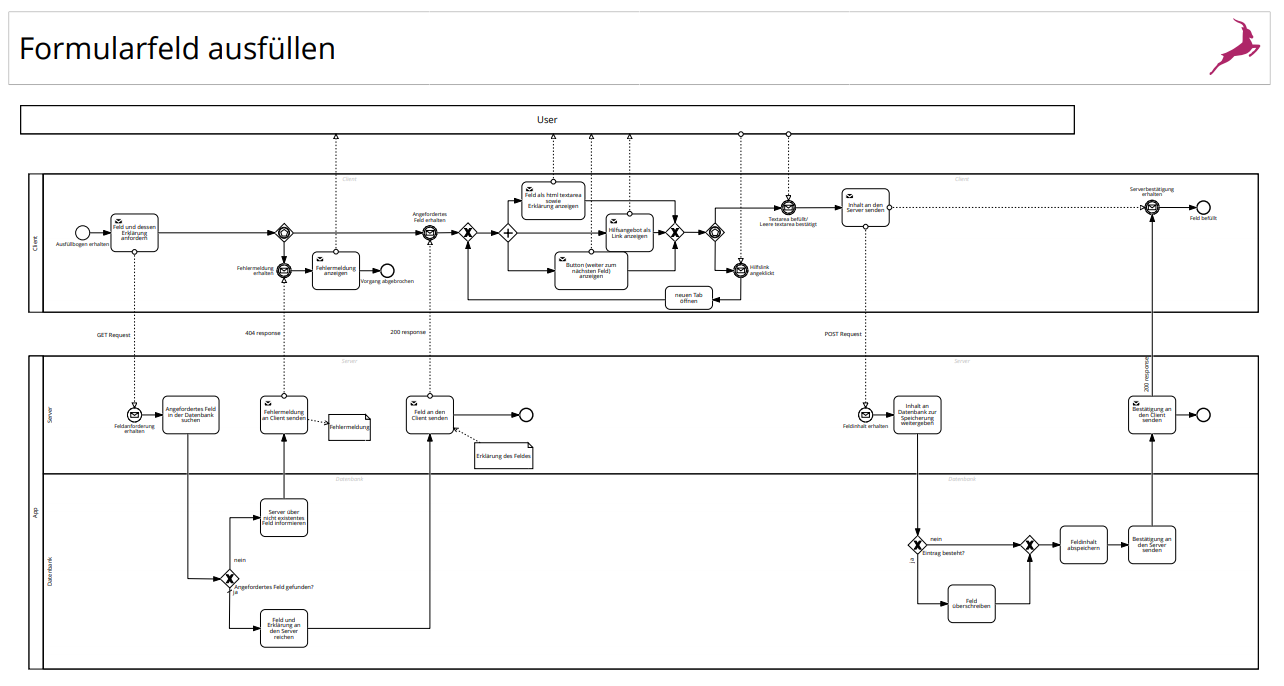 Formularfeld ausfüllen
User
Client
Client
Client
Ausfüllbogen erhalten
Feld und dessen
Erklärung
anfordern
Fehlermeldung
erhalten
Fehlermeldung
anzeigen
Vorgang abgebrochen
Angefordertes
Feld erhalten
Feld als html textarea
sowie
Erklärung anzeigen
Hilfsangebot als
Link anzeigen
Button (weiter zum
nächsten Feld)
anzeigen
neuen Tab
öffnen
Hilfslink
angeklickt
Textarea befüllt/
Leere textarea bestätigt
Inhalt an den
Server senden
Serverbestätigung
erhalten
Feld befüllt
GET Request
404 response
200 response
POST Request
200 response
App
Server
Server
Server
Feldanforderung
erhalten
Angefordertes Feld
in der Datenbank
suchen
Fehlermeldung
an Client senden
Fehlermeldung
Feld an den
Client senden
Erklärung des Feldes
Feldinhalt erhalten
Inhalt an
Datenbank zur
Speicherung
weitergeben
Bestätigung an
den Client
senden
Datenbank
Datenbank
Datenbank
Server über
nicht existentes
Feld informieren
nein
Angefordertes Feld gefunden?
ja
Feld und
Erklärung an
den Server
reichen
nein
Eintrag besteht?
ja
Feld
überschreiben
Feldinhalt
abspeichern
Bestätigung an
den Server
senden